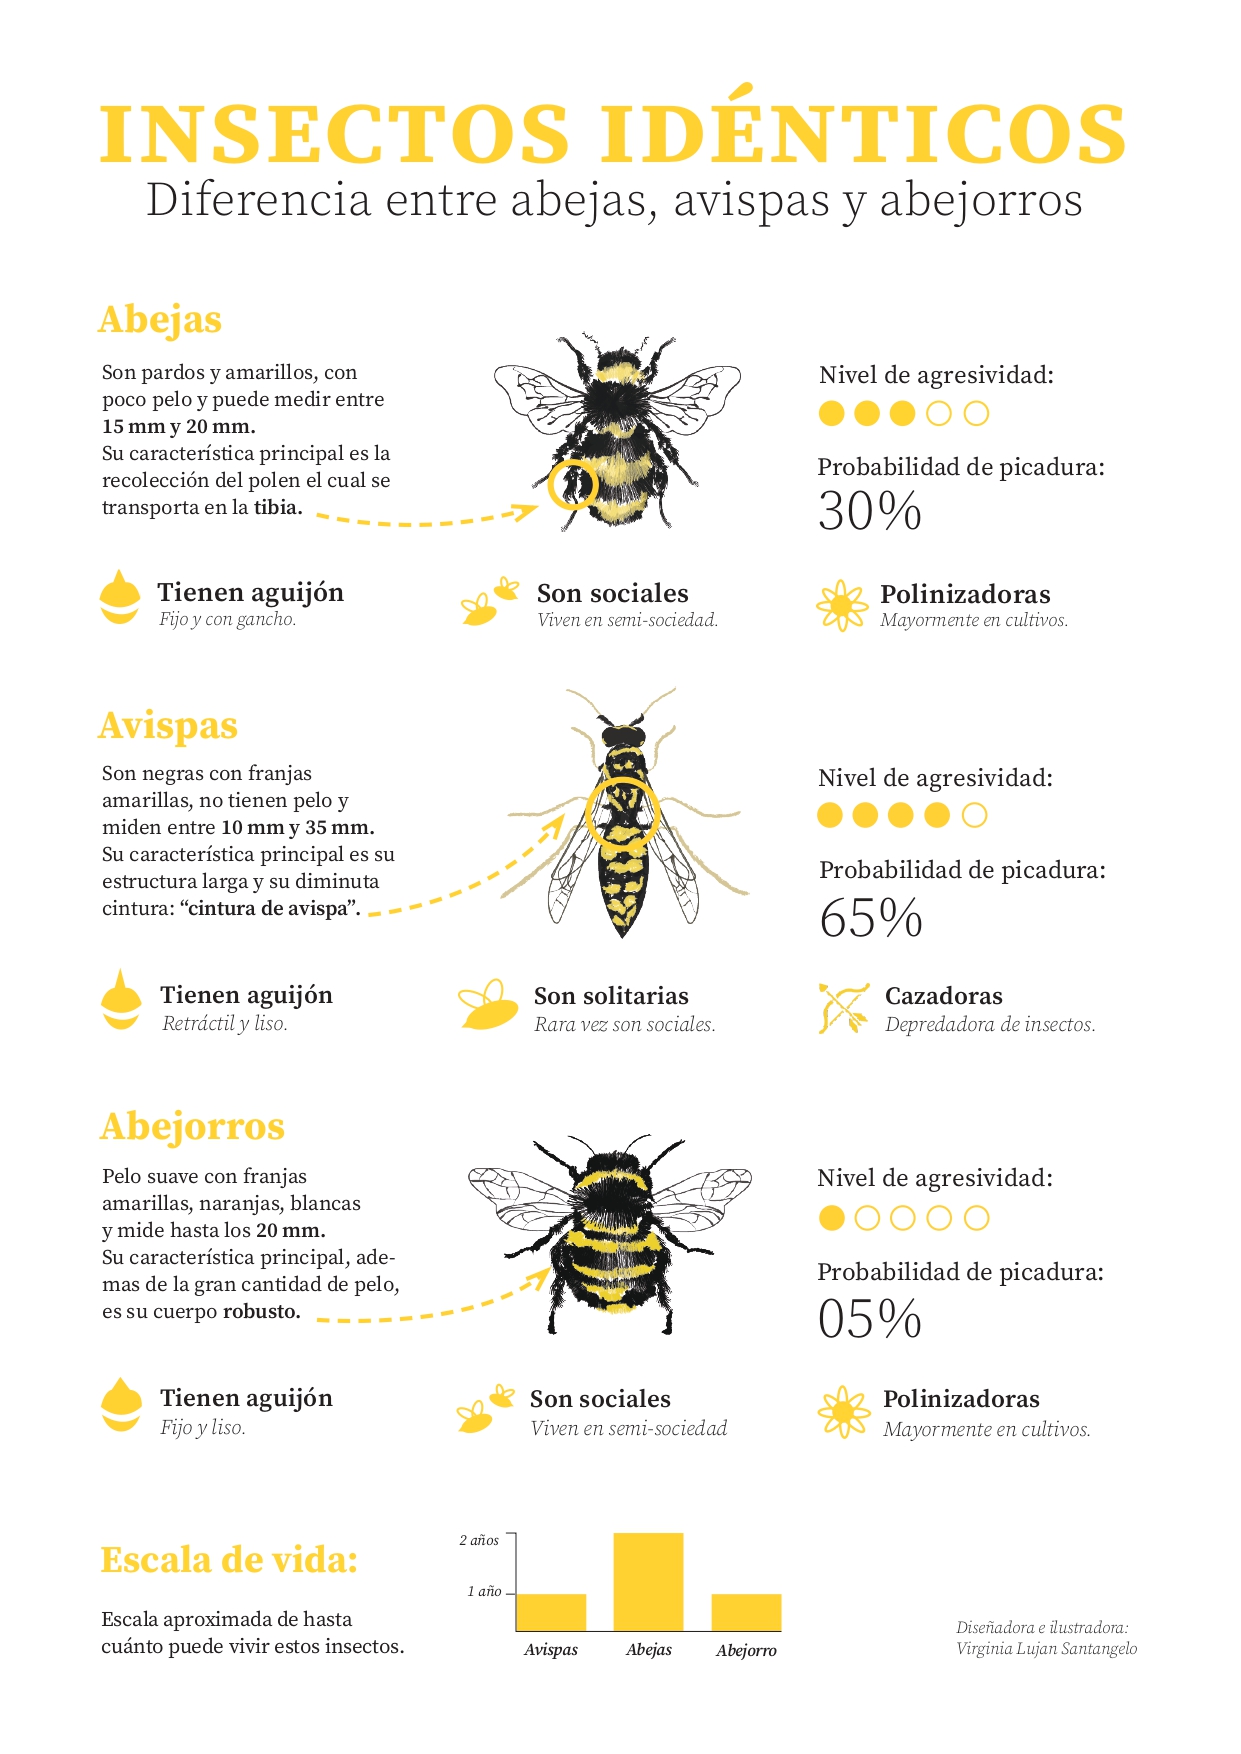 INSECTOS IDÉNTICOS
Diferencia entre abejas, avispas y abejorros
Abejas
Son pardos y amarillos, con
poco pelo y puede medir entre
15 mm y 20 mm.
Su característica principal es la
recolección del polen el cual se
transporta en la tibia.
Nivel de agresividad:
Probabilidad de picadura:
30%
Tienen aguijón
Fijo y con gancho.
Son sociales
Viven en semi-sociedad.
Polinizadoras
Mayormente en cultivos.
Avispas
Son negras con franjas
amarillas, no tienen pelo y
miden entre 10 mm y 35 mm.
Su característica principal es su
estructura larga y su diminuta
cintura: “cintura de avispa”.
Nivel de agresividad:
Probabilidad de picadura:
65%
Tienen aguijón
Retráctil y liso.
Son solitarias
Rara vez son sociales.
Cazadoras
Depredadora de insectos.
Abejorros
Pelo suave con franjas
amarillas, naranjas, blancas
y mide hasta los 20 mm.
Su característica principal, ade-
mas de la gran cantidad de pelo,
es su cuerpo robusto.
Nivel de agresividad:
Probabilidad de picadura:
05%
Tienen aguijón
Fijo y liso.
Son sociales
Viven en semi-sociedad
Polinizadoras
Mayormente en cultivos.
Escala de vida:
Escala aproximada de hasta
cuánto puede vivir estos insectos.
2 años
1 año
Avispas
Abejas
Abejorro
Diseñadora e ilustradora:
Virginia Lujan Santangelo